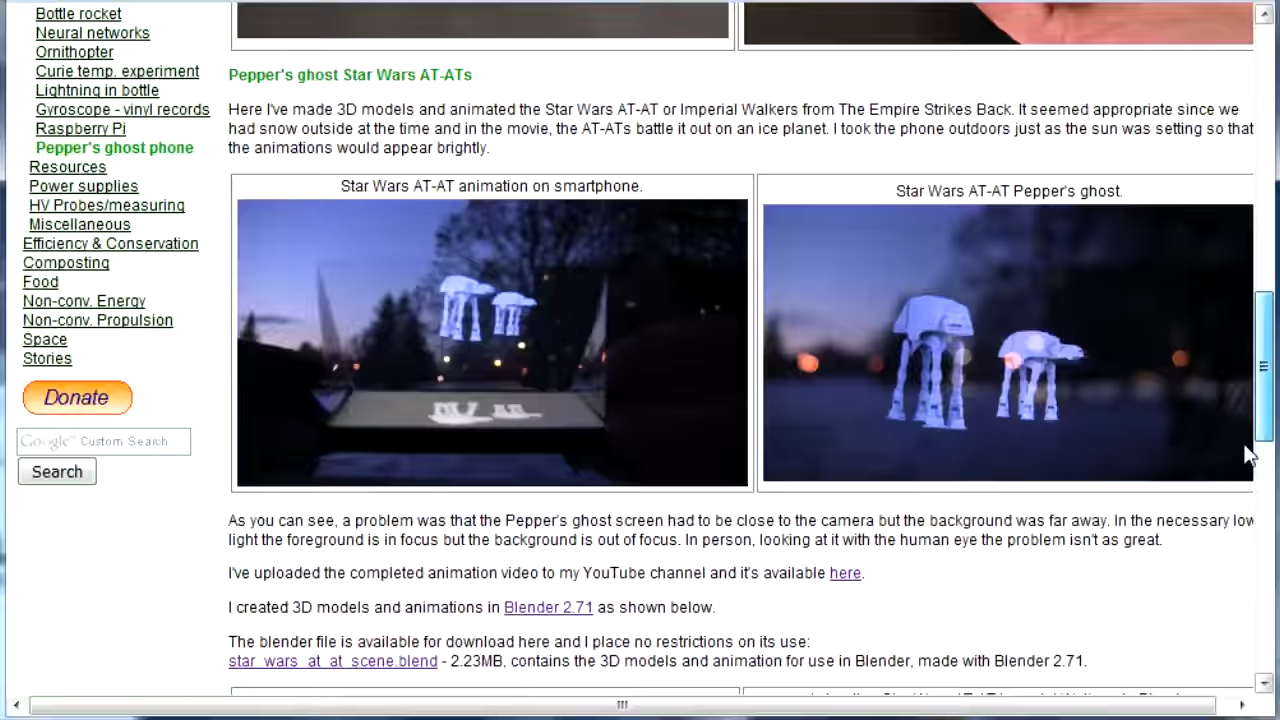 Bottle rocket
Neural networks
Ornithopter
Curie temp. experiment
Lightning in bottle
Gyroscope - vinyl records
Raspberry Pi
Pepper's ghost phone
Resources
Power supplies
HV Probes/measuring
Miscellaneous
Efficiency & Conservation
Composting
Food
Non-conv. Energy
Non-conv. Propulsion
Space
Stories
Donate
Google™ Custom Search
Search
Pepper's ghost Star Wars AT-ATs
Here I've made 3D models and animated the Star Wars AT-AT or Imperial Walkers from The Empire Strikes Back. It seemed appropriate since we
had snow outside at the time and in the movie, the AT-ATs battle it out on an ice planet. I took the phone outdoors just as the sun was setting so that
the animations would appear brightly.
Star Wars AT-AT animation on smartphone.
Star Wars AT-AT Pepper's ghost.
As you can see, a problem was that the Pepper's ghost screen had to be close to the camera but the background was far away. In the necessary low
light the foreground is in focus but the background is out of focus. In person, looking at it with the human eye the problem isn't as great.
I've uploaded the completed animation video to my YouTube channel and it's available here.
I created 3D models and animations in Blender 2.71 as shown below.
The blender file is available for download here and I place no restrictions on its use:
star_wars_at_at_scene.blend - 2.23MB, contains the 3D models and animation for use in Blender, made with Blender 2.71.